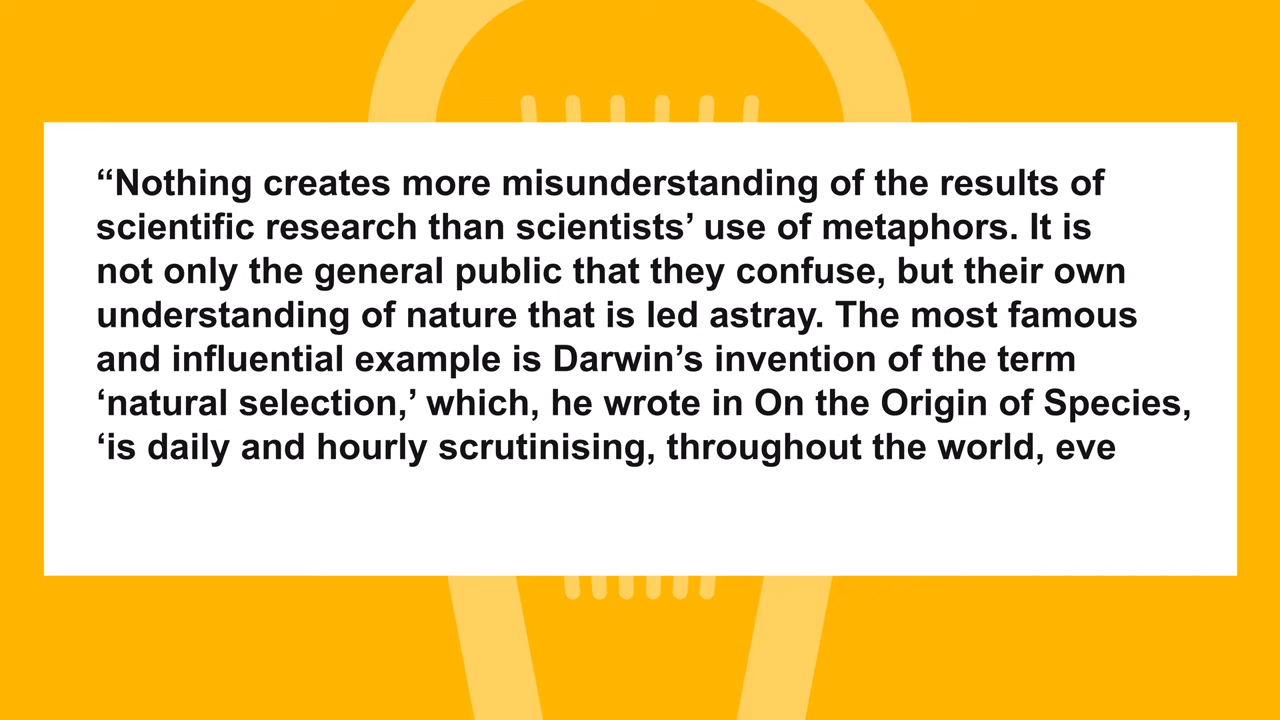 “Nothing creates more misunderstanding of the results of
scientific research than scientists’ use of metaphors. It is
not only the general public that they confuse, but their own
understanding of nature that is led astray. The most famous
and influential example is Darwin’s invention of the term
‘natural selection,’ which, he wrote in On the Origin of Species,
‘is daily and hourly scrutinising, throughout the world, eve